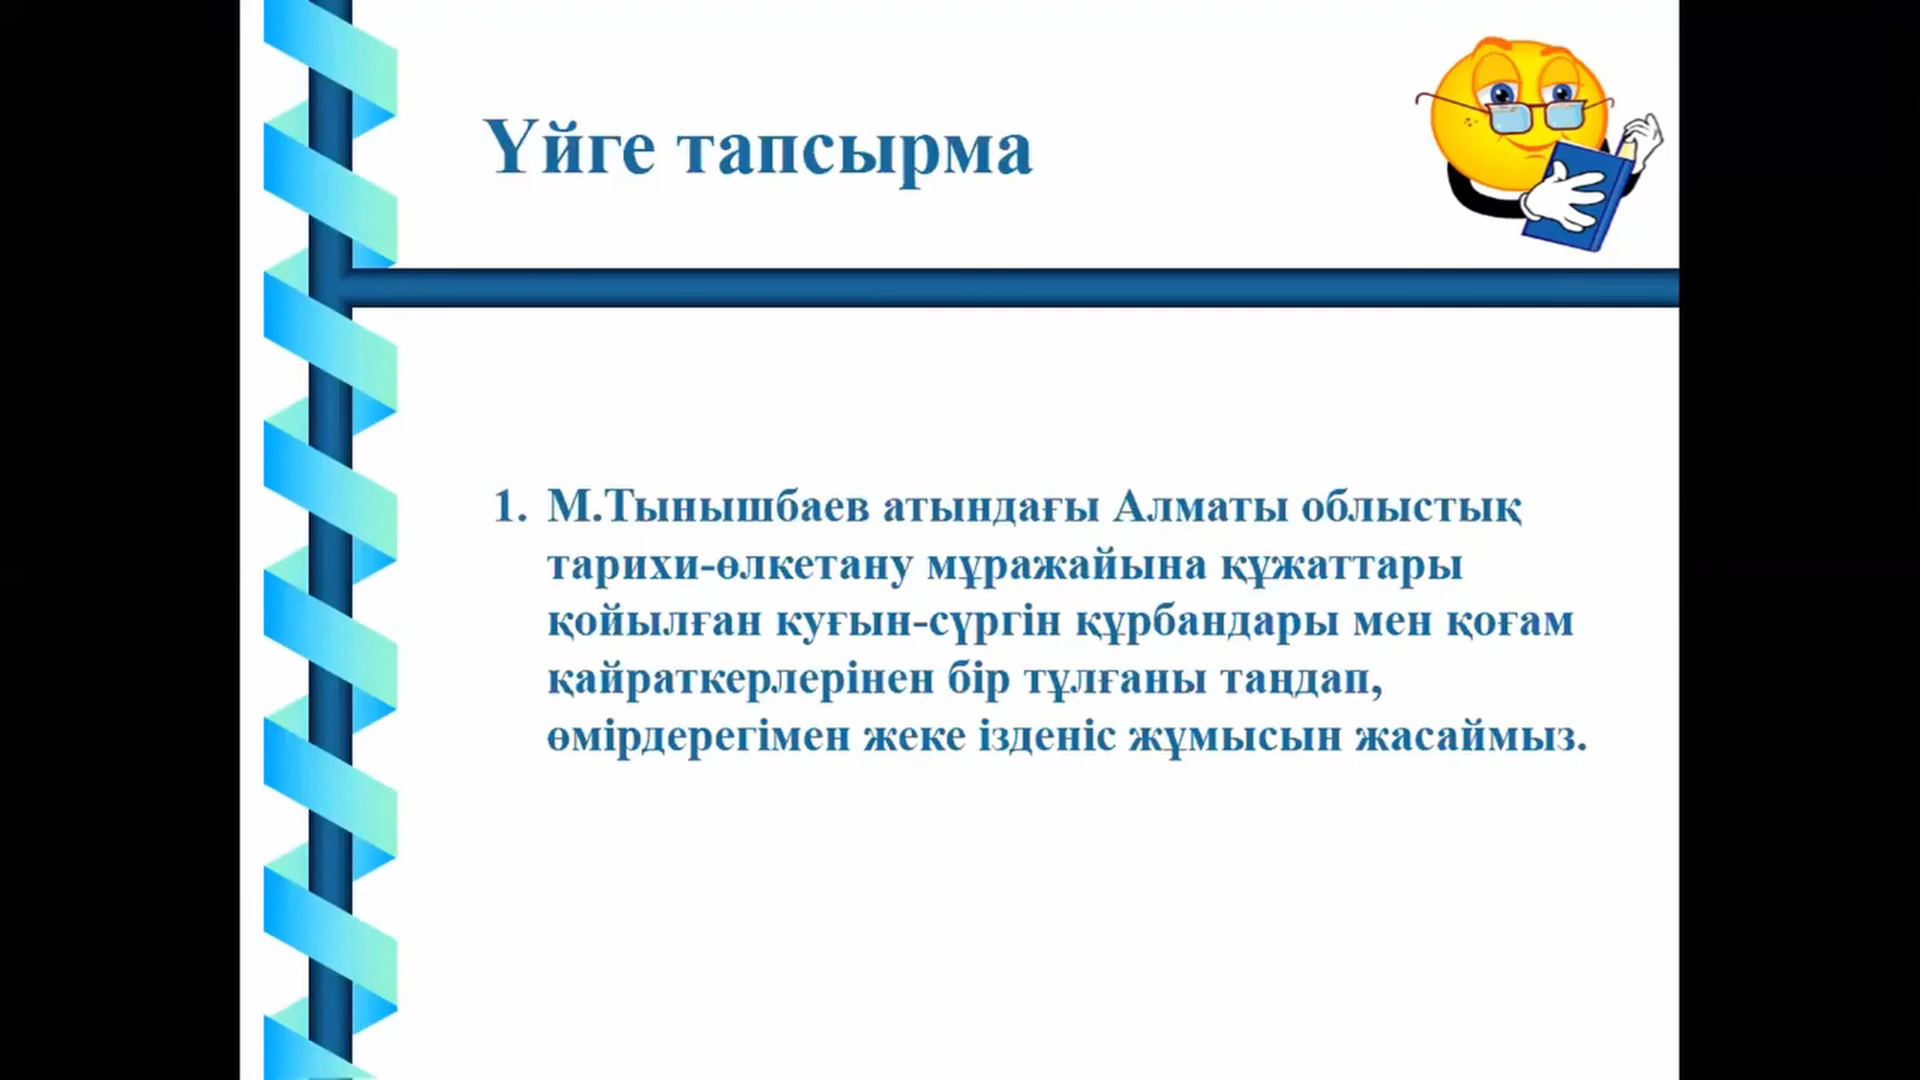 Үйге тапсырма
1. М.Тынышбаев атындағы Алматы облыстық
тарихи-өлкетану мұражайына құжаттары
қойылған куғын-сүргін құрбандары мен қоғам
қайраткерлерінен бір тұлғаны таңдап,
өмірдерегімен жеке ізденіс жұмысын жасаймыз.